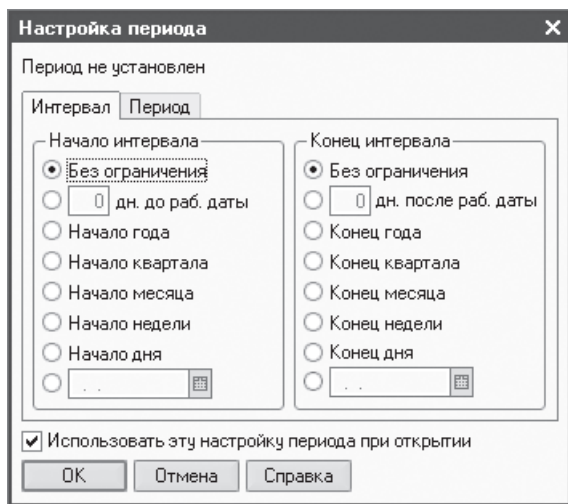 Настройка периода
Период не установлен
Интервал Период
Начало интервала
Без ограничения
0 дн. до раб. даты
Начало года
Начало квартала
Начало месяца
Начало недели
Начало дня
. .
Конец интервала
Без ограничения
0 дн. после раб. даты
Конец года
Конец квартала
Конец месяца
Конец недели
Конец дня
. .
Использовать эту настройку периода при открытии
OK Отмена Справка